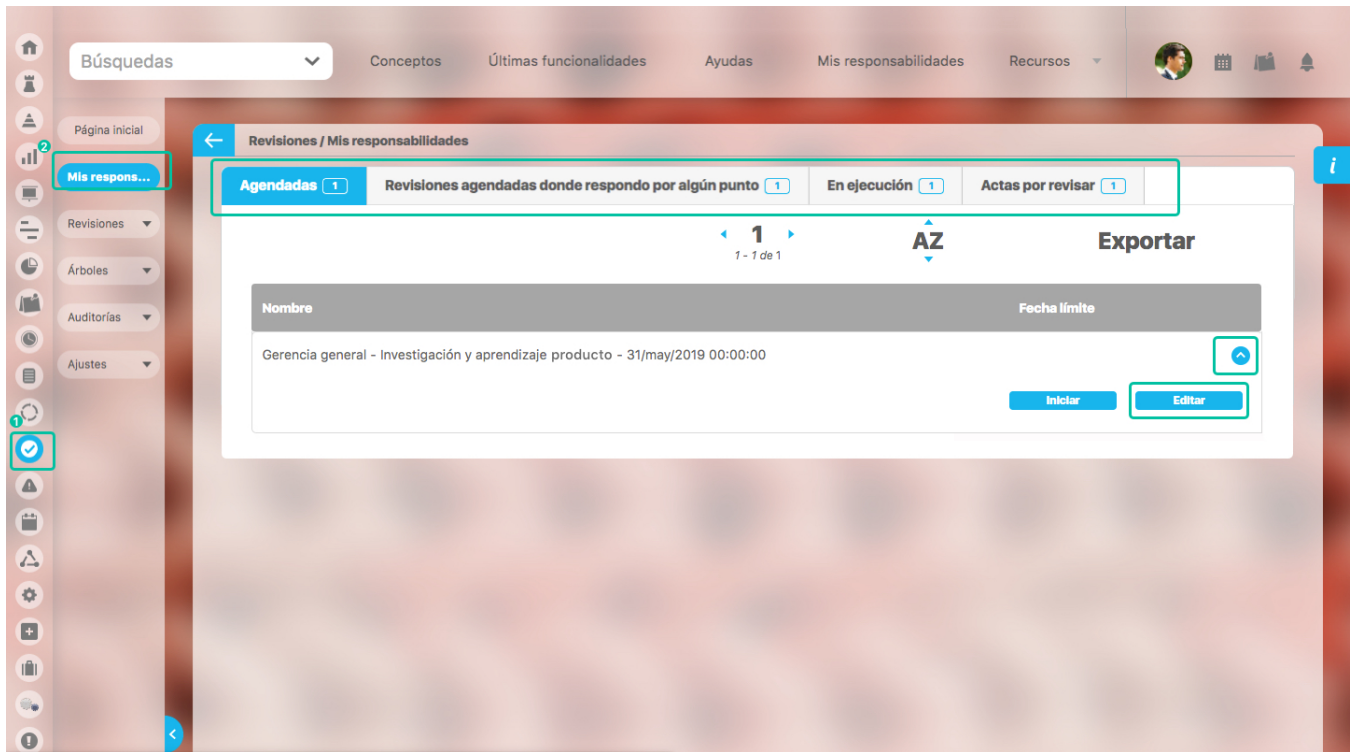 Búsquedas
Conceptos
Últimas funcionalidades
Ayudas
Mis responsabilidades
Recursos
2
1
Página inicial
Mis respons...
Revisiones
Árboles
Auditorías
Ajustes
Revisiones / Mis responsabilidades
i
Agendadas 1
Revisiones agendadas donde respondo por algún punto 1
En ejecución 1
Actas por revisar 1
1
1 - 1 de 1
AZ
Exportar
Nombre
Fecha límite
Gerencia general - Investigación y aprendizaje producto - 31/may/2019 00:00:00
Iniciar
Editar